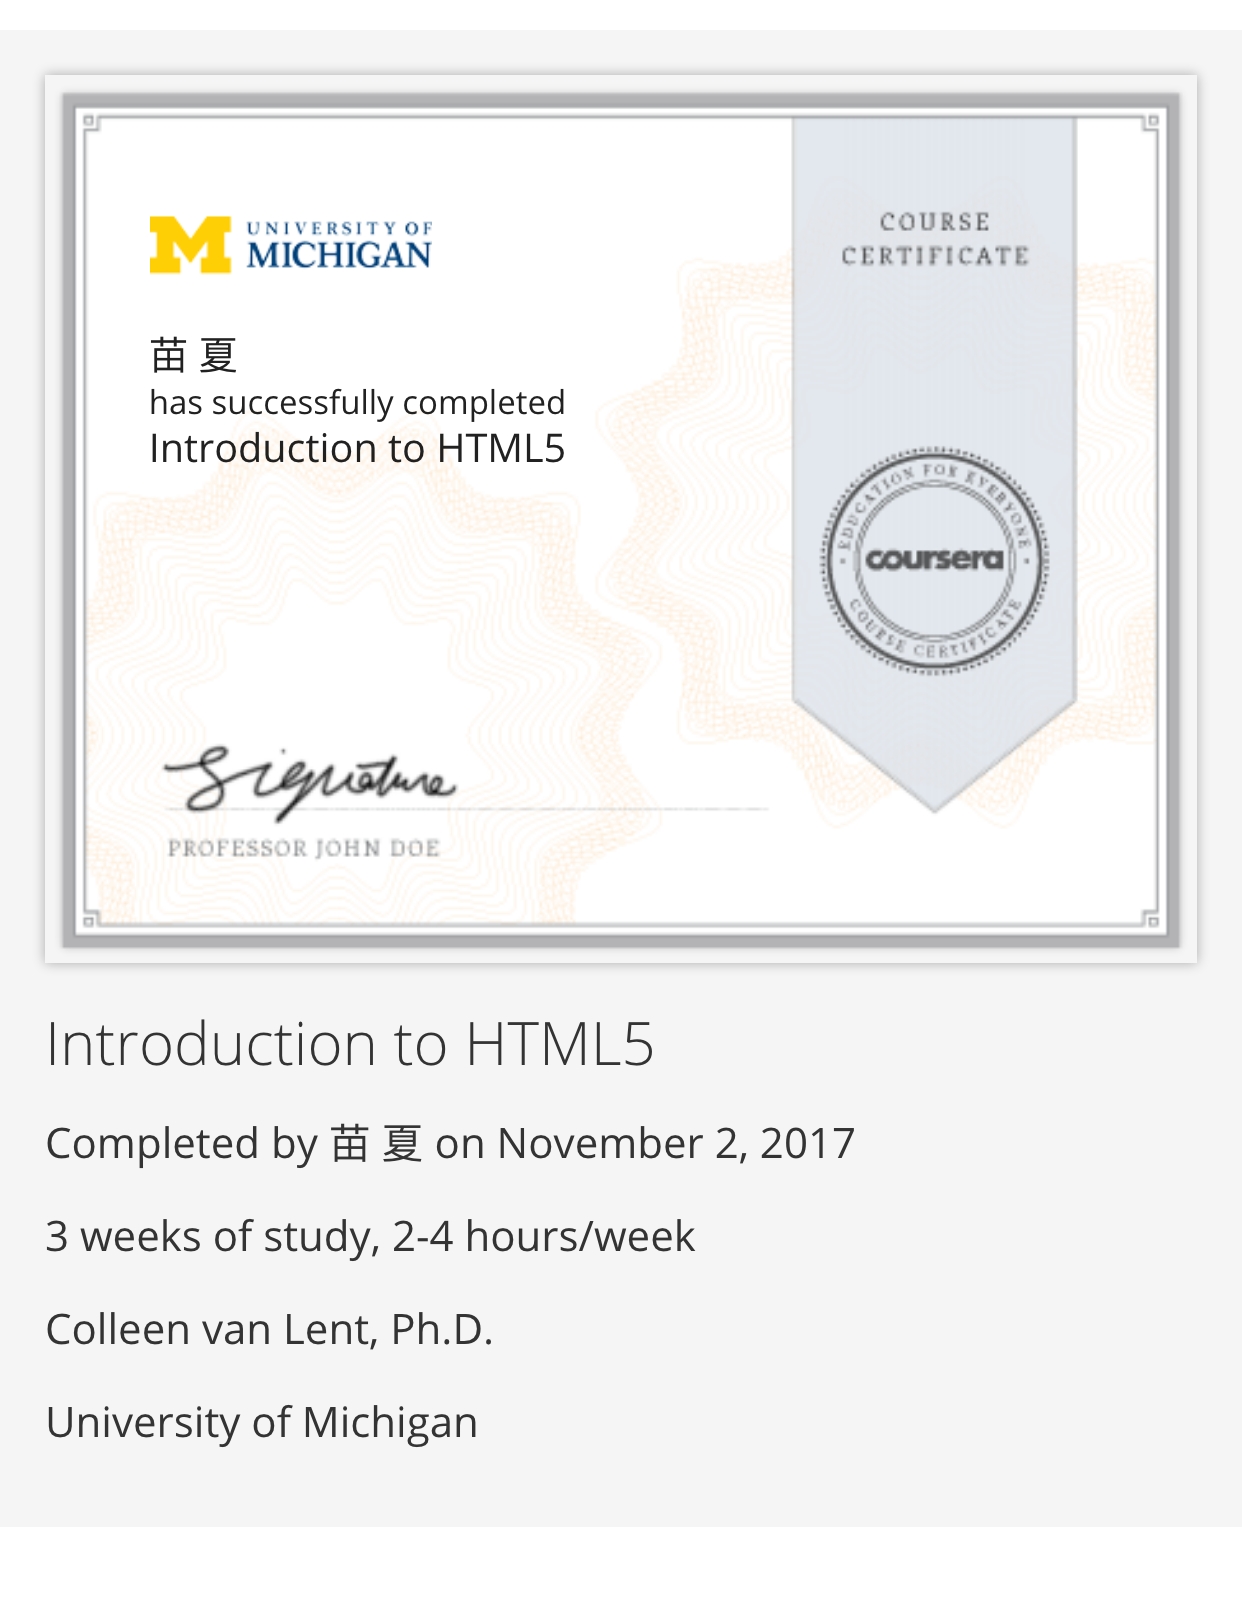 UNIVERSITY OF
MICHIGAN
COURSE
CERTIFICATE
苗 夏
has successfully completed
Introduction to HTML5
EDUCATION FOR EVERYONE
coursera
COURSE CERTIFICATE
Signature
PROFESSOR JOHN DOE
Introduction to HTML5
Completed by 苗 夏 on November 2, 2017
3 weeks of study, 2-4 hours/week
Colleen van Lent, Ph.D.
University of Michigan